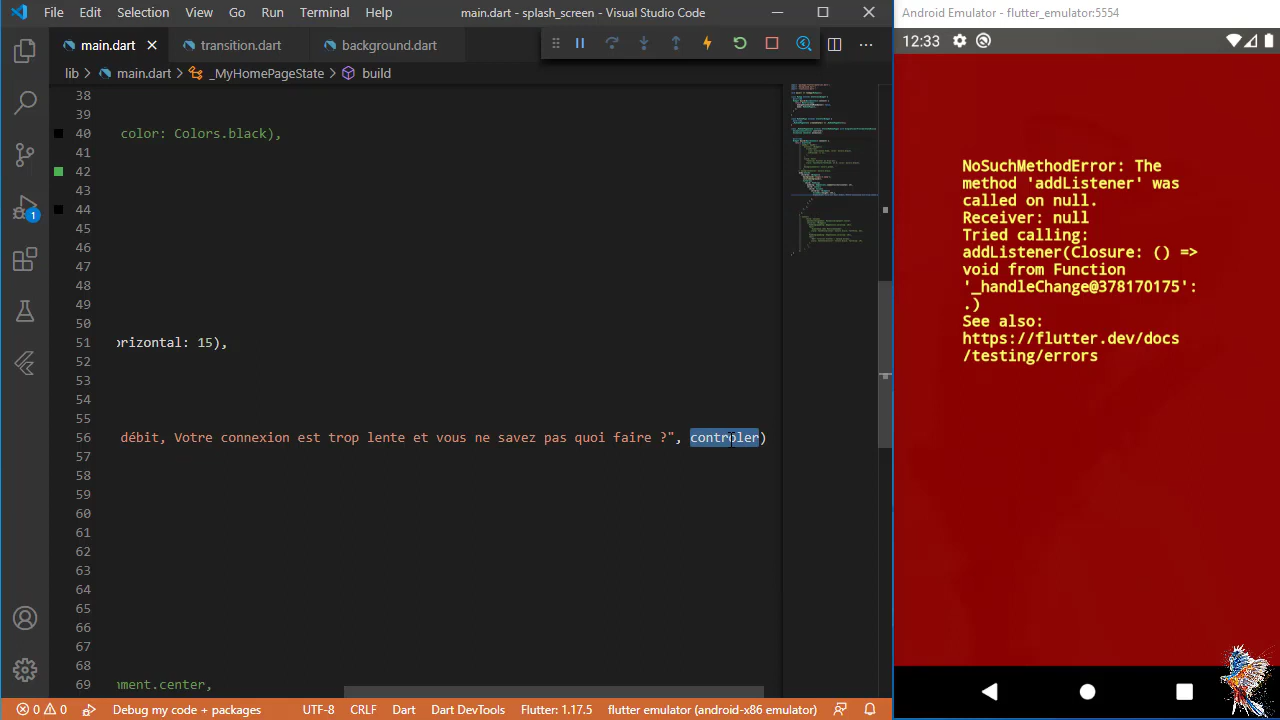 File Edit Selection View Go Run Terminal Help main.dart - splash_screen - Visual Studio Code
main.dart transition.dart background.dart
lib main.dart _MyHomePageState build
38
39
40 color: Colors.black),
41
42
43
44
45
46
47
48
49
50
51 orizontal: 15),
52
53
54
55
56 débit, Votre connexion est trop lente et vous ne savez pas quoi faire ?", controler)
57
58
59
60
61
62
63
64
65
66
67
68
69 nment.center,
1
0 0 Debug my code + packages UTF-8 CRLF Dart Dart DevTools Flutter: 1.17.5 flutter emulator (android-x86 emulator)
Android Emulator - flutter_emulator:5554
12:33
NoSuchMethodError: The
method 'addListener' was
called on null.
Receiver: null
Tried calling:
addListener(Closure: () =>
void from Function
'_handleChange@378170175':
.)
See also:
https://flutter.dev/docs
/testing/errors